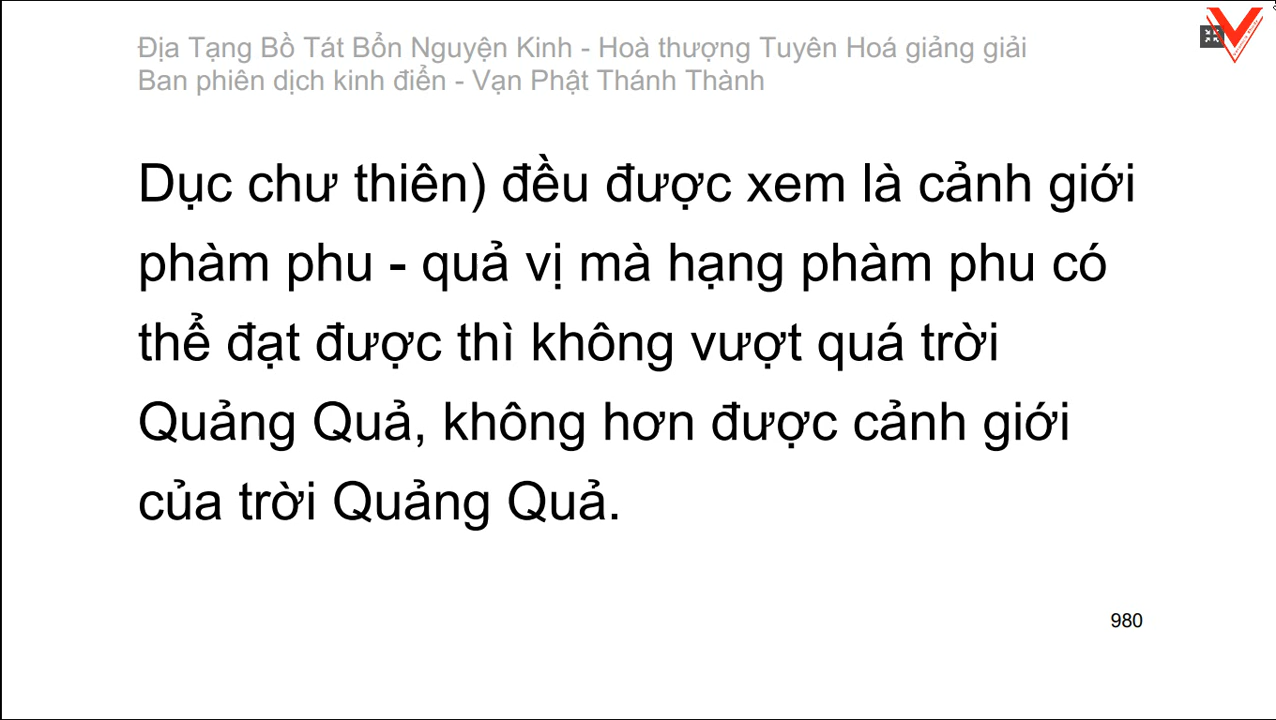 Địa Tạng Bồ Tát Bổn Nguyện Kinh - Hoà thượng Tuyên Hoá giảng giải
Ban phiên dịch kinh điển - Vạn Phật Thánh Thành
Dục chư thiên) đều được xem là cảnh giới
phàm phu - quả vị mà hạng phàm phu có
thể đạt được thì không vượt quá trời
Quảng Quả, không hơn được cảnh giới
của trời Quảng Quả.
980